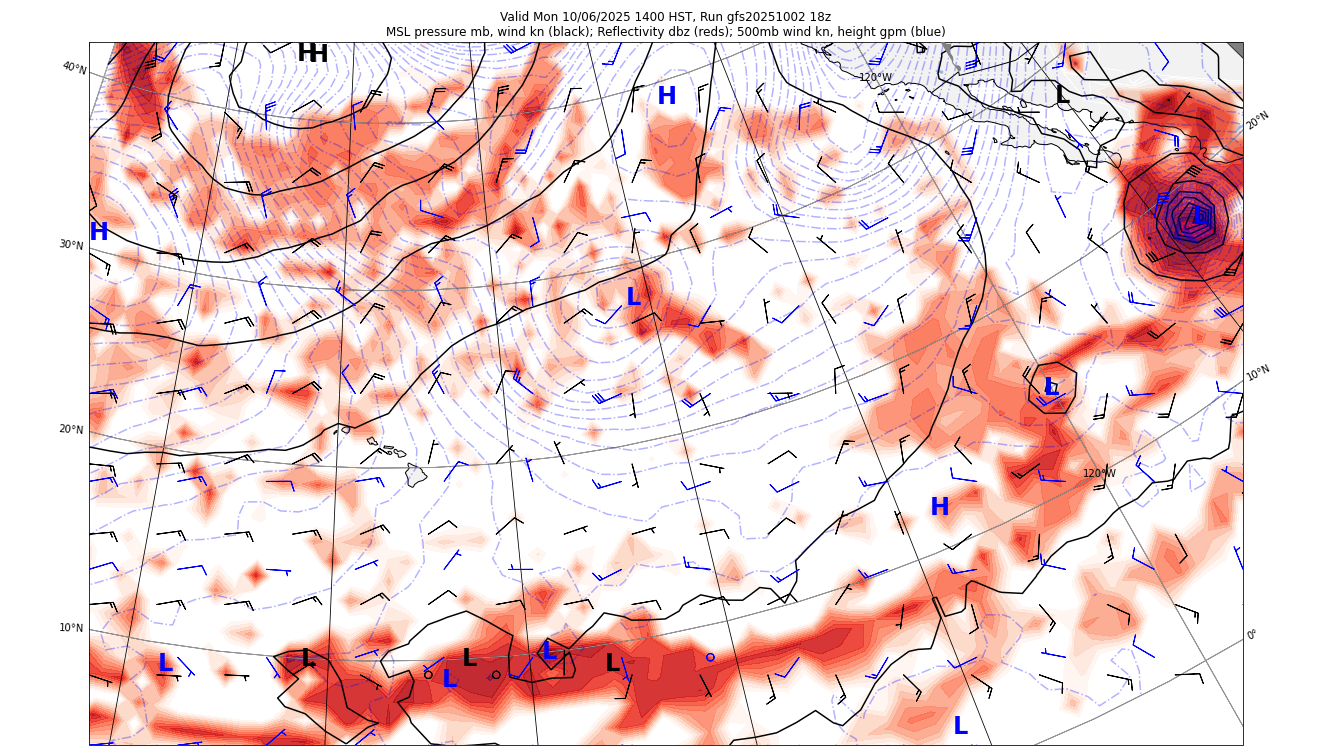 Valid Mon 10/06/2025 1400 HST, Run gfs20251002 18z
MSL pressure mb, wind kn (black); Reflectivity dbz (reds); 500mb wind kn, height gpm (blue)
H
H
40°N
120°W
H
L
20°N
L
H
30°N
L
10°N
L
20°N
120°W
H
10°N
0°
L
L
L
L
L
L
L